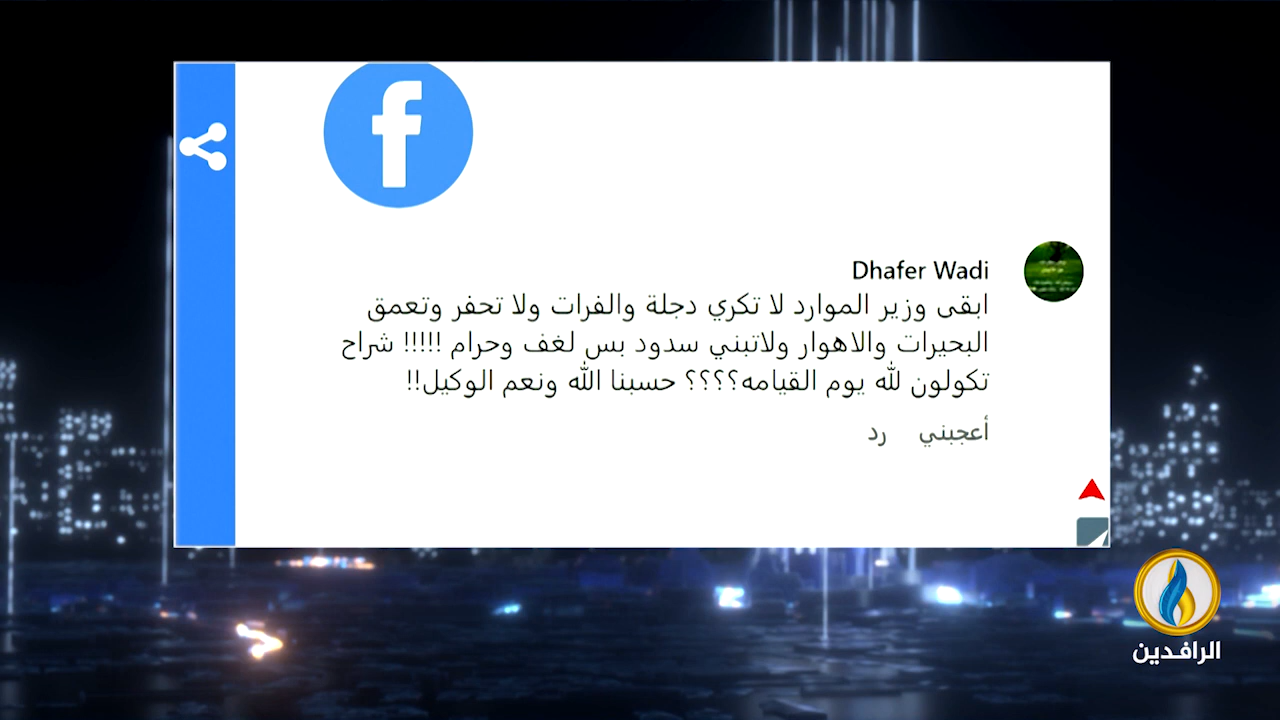 Dhafer Wadi
ابقى وزير الموارد لا تكري دجلة والفرات ولا تحفر وتعمق
البحيرات والاهوار ولاتبني سدود بس لغف وحرام !!!!! شراح
تكولون لله يوم القيامه؟؟؟؟ حسبنا الله ونعم الوكيل!!
أعجبني رد
الرافدين